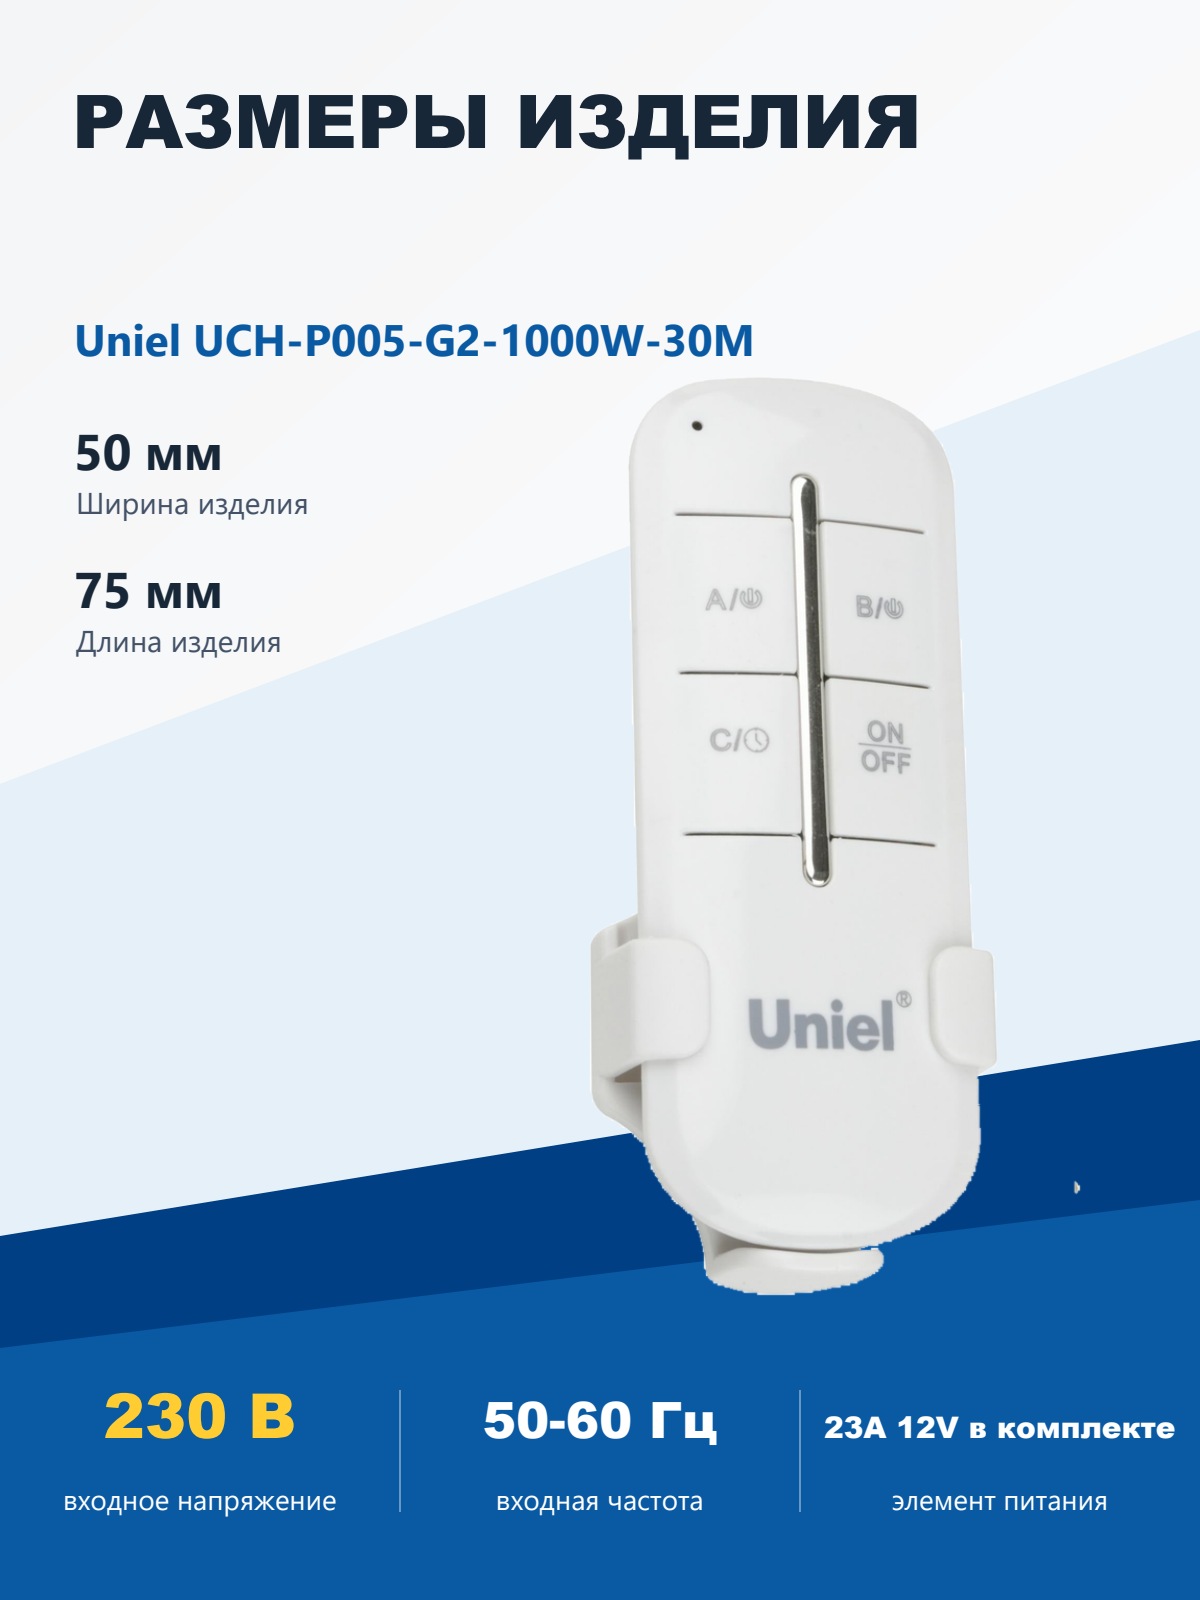 РАЗМЕРЫ ИЗДЕЛИЯ
Uniel UCH-P005-G2-1000W-30M
50 мм
Ширина изделия
75 мм
Длина изделия
A/ B/
C/ ON
OFF
Uniel®
230 В
входное напряжение
50-60 Гц
входная частота
23A 12V в комплекте
элемент питания